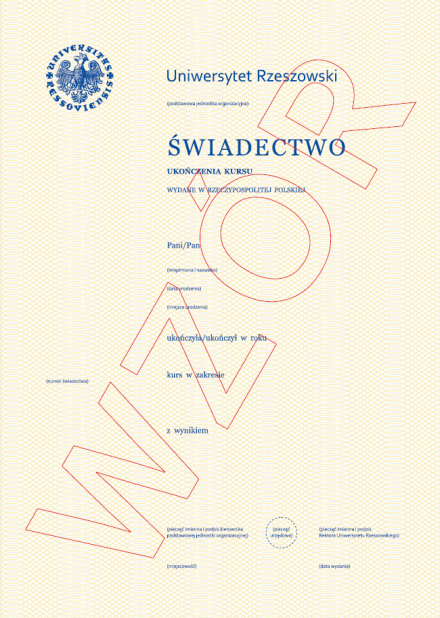 UNIVERSITAS RESSOVIENSIS
Uniwersytet Rzeszowski
(podstawowa jednostka organizacyjna)
ŚWIADECTWO
UKOŃCZENIA KURSU
WYDANE W RZECZYPOSPOLITEJ POLSKIEJ
Pani/Pan
(imię/imiona i nazwisko)
(data urodzenia)
(miejsce urodzenia)
ukończyła/ukończył w roku
kurs w zakresie
(numer świadectwa)
z wynikiem
(pieczęć imienna i podpis kierownika
podstawowej jednostki organizacyjnej)
(pieczęć
urzędowa)
(pieczęć imienna i podpis
Rektora Uniwersytetu Rzeszowskiego)
(miejscowość)
(data wydania)
WZÓR